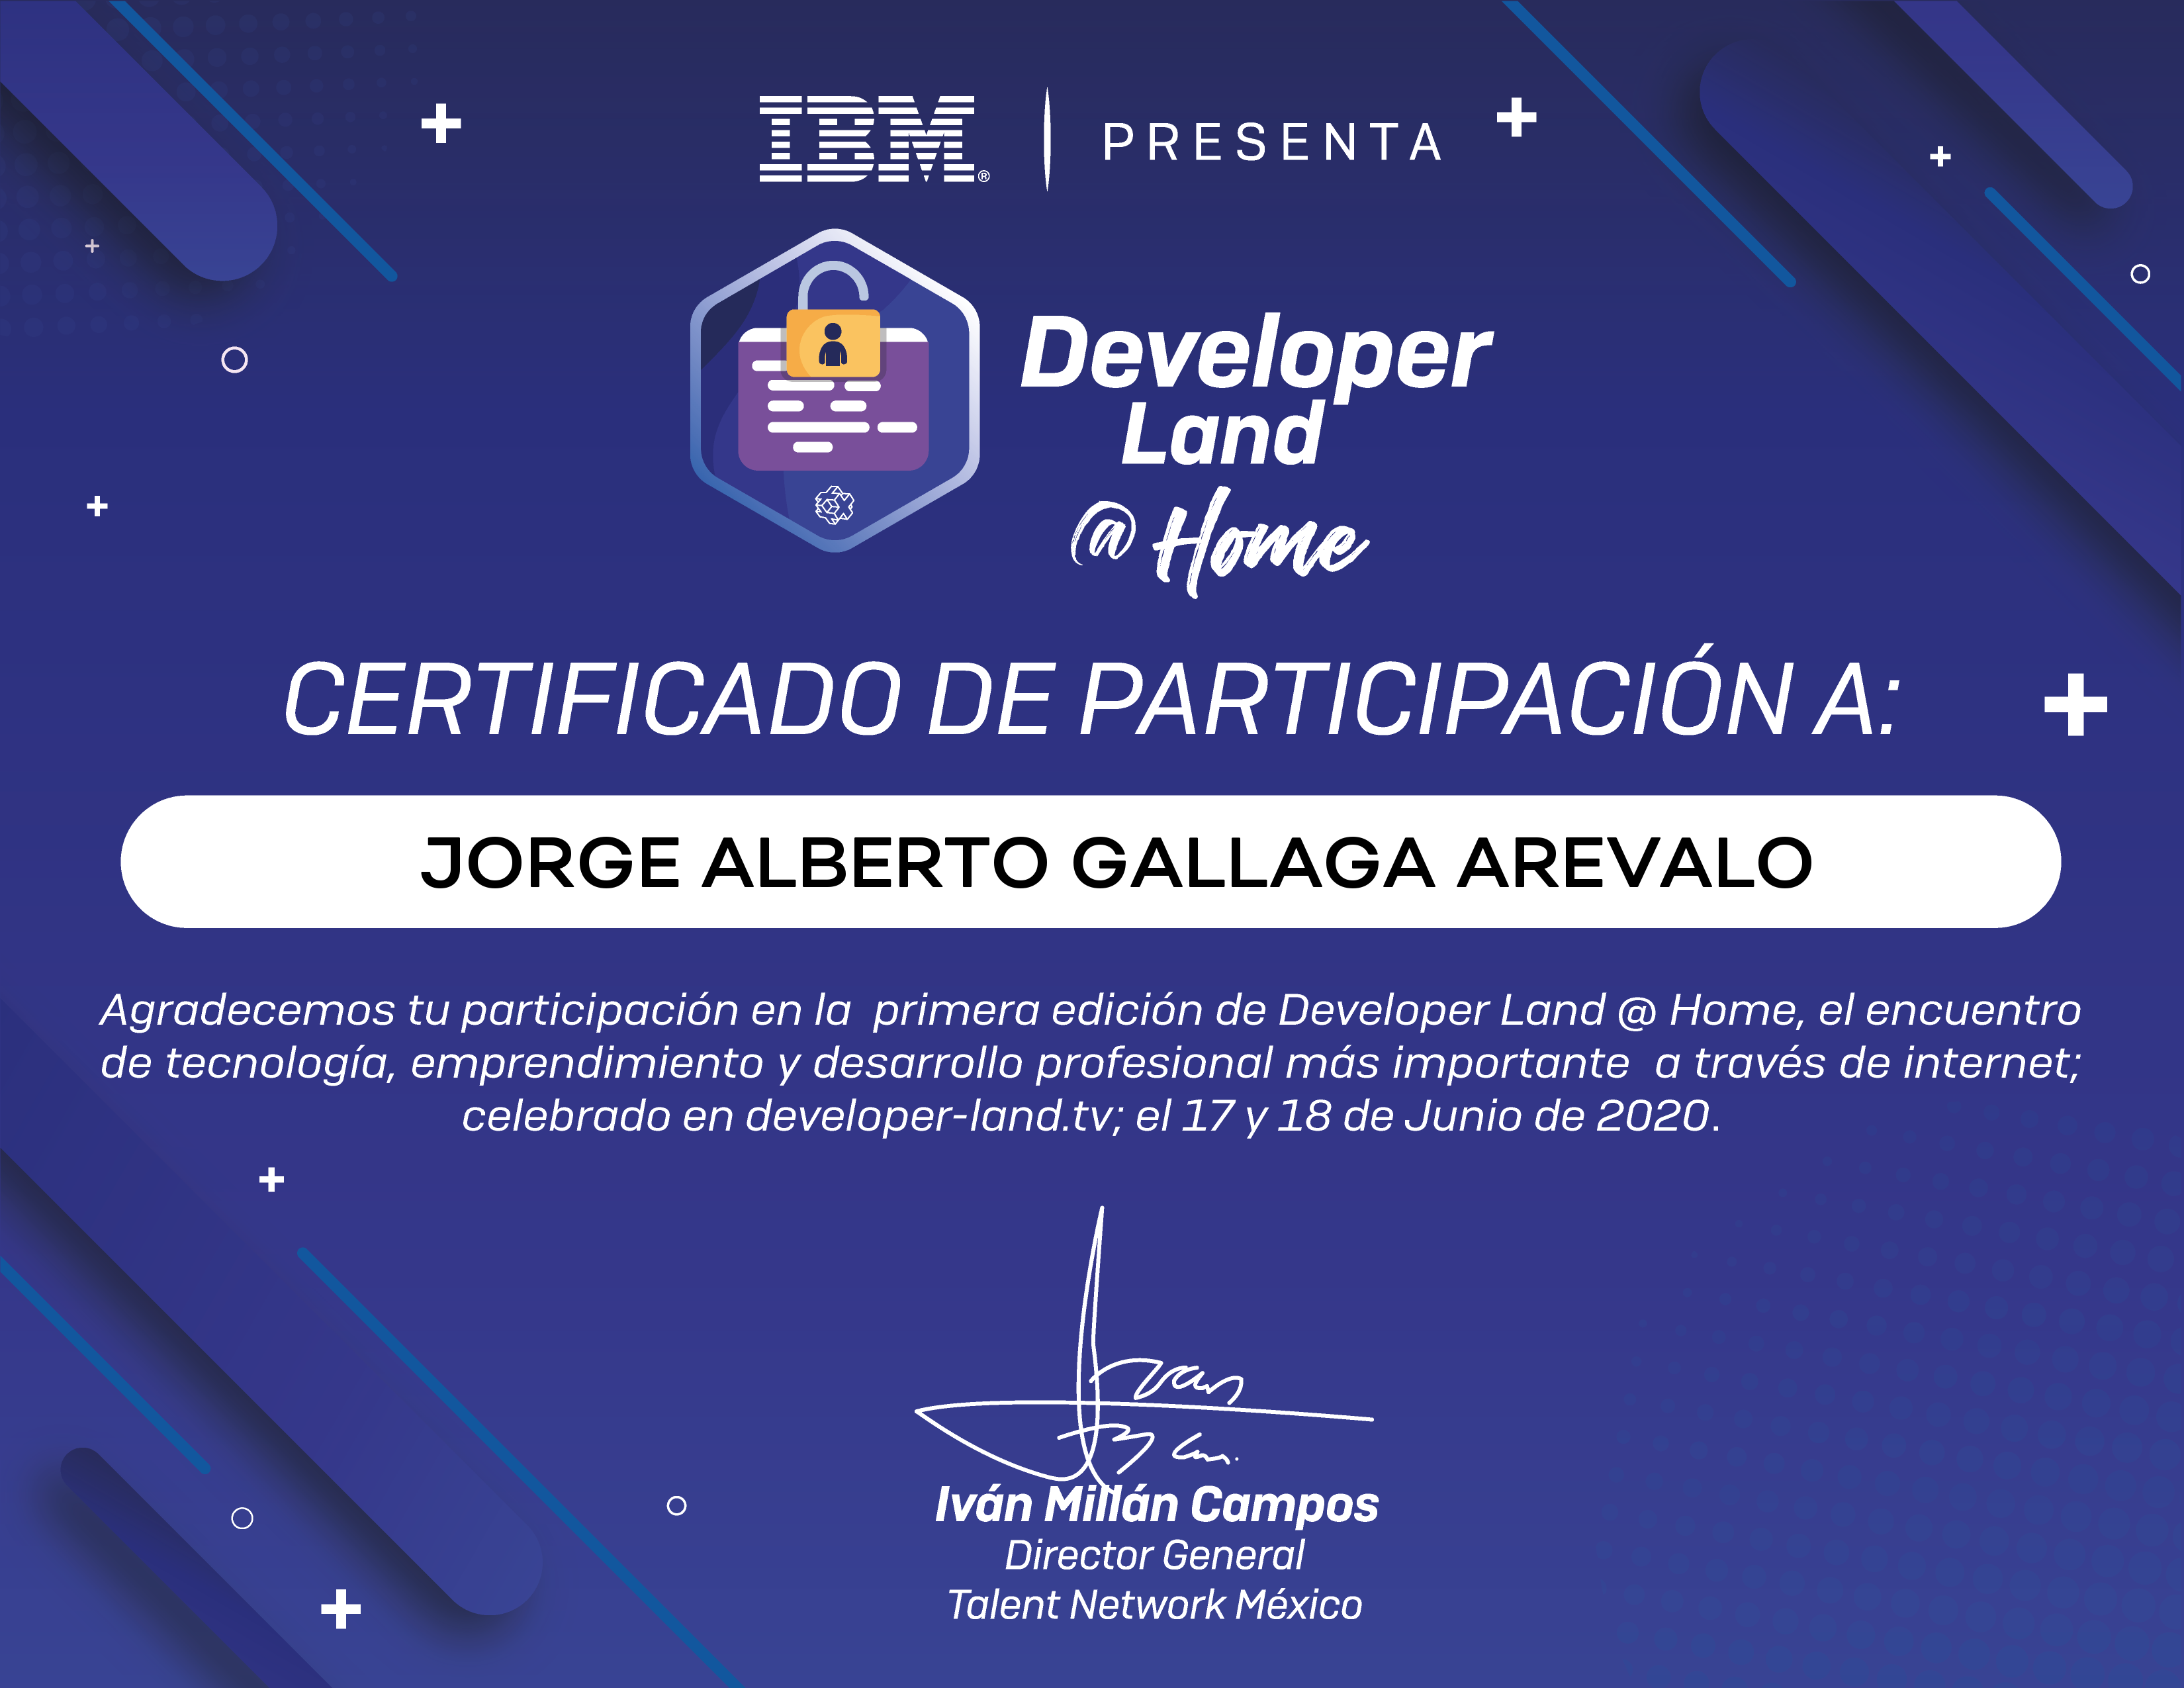 IBM® | PRESENTA
Developer
Land
@ Home
CERTIFICADO DE PARTICIPACIÓN A:
JORGE ALBERTO GALLAGA AREVALO
Agradecemos tu participación en la primera edición de Developer Land @ Home, el encuentro
de tecnología, emprendimiento y desarrollo profesional más importante a través de internet;
celebrado en developer-land.tv; el 17 y 18 de Junio de 2020.
Iván Millán Campos
Director General
Talent Network México